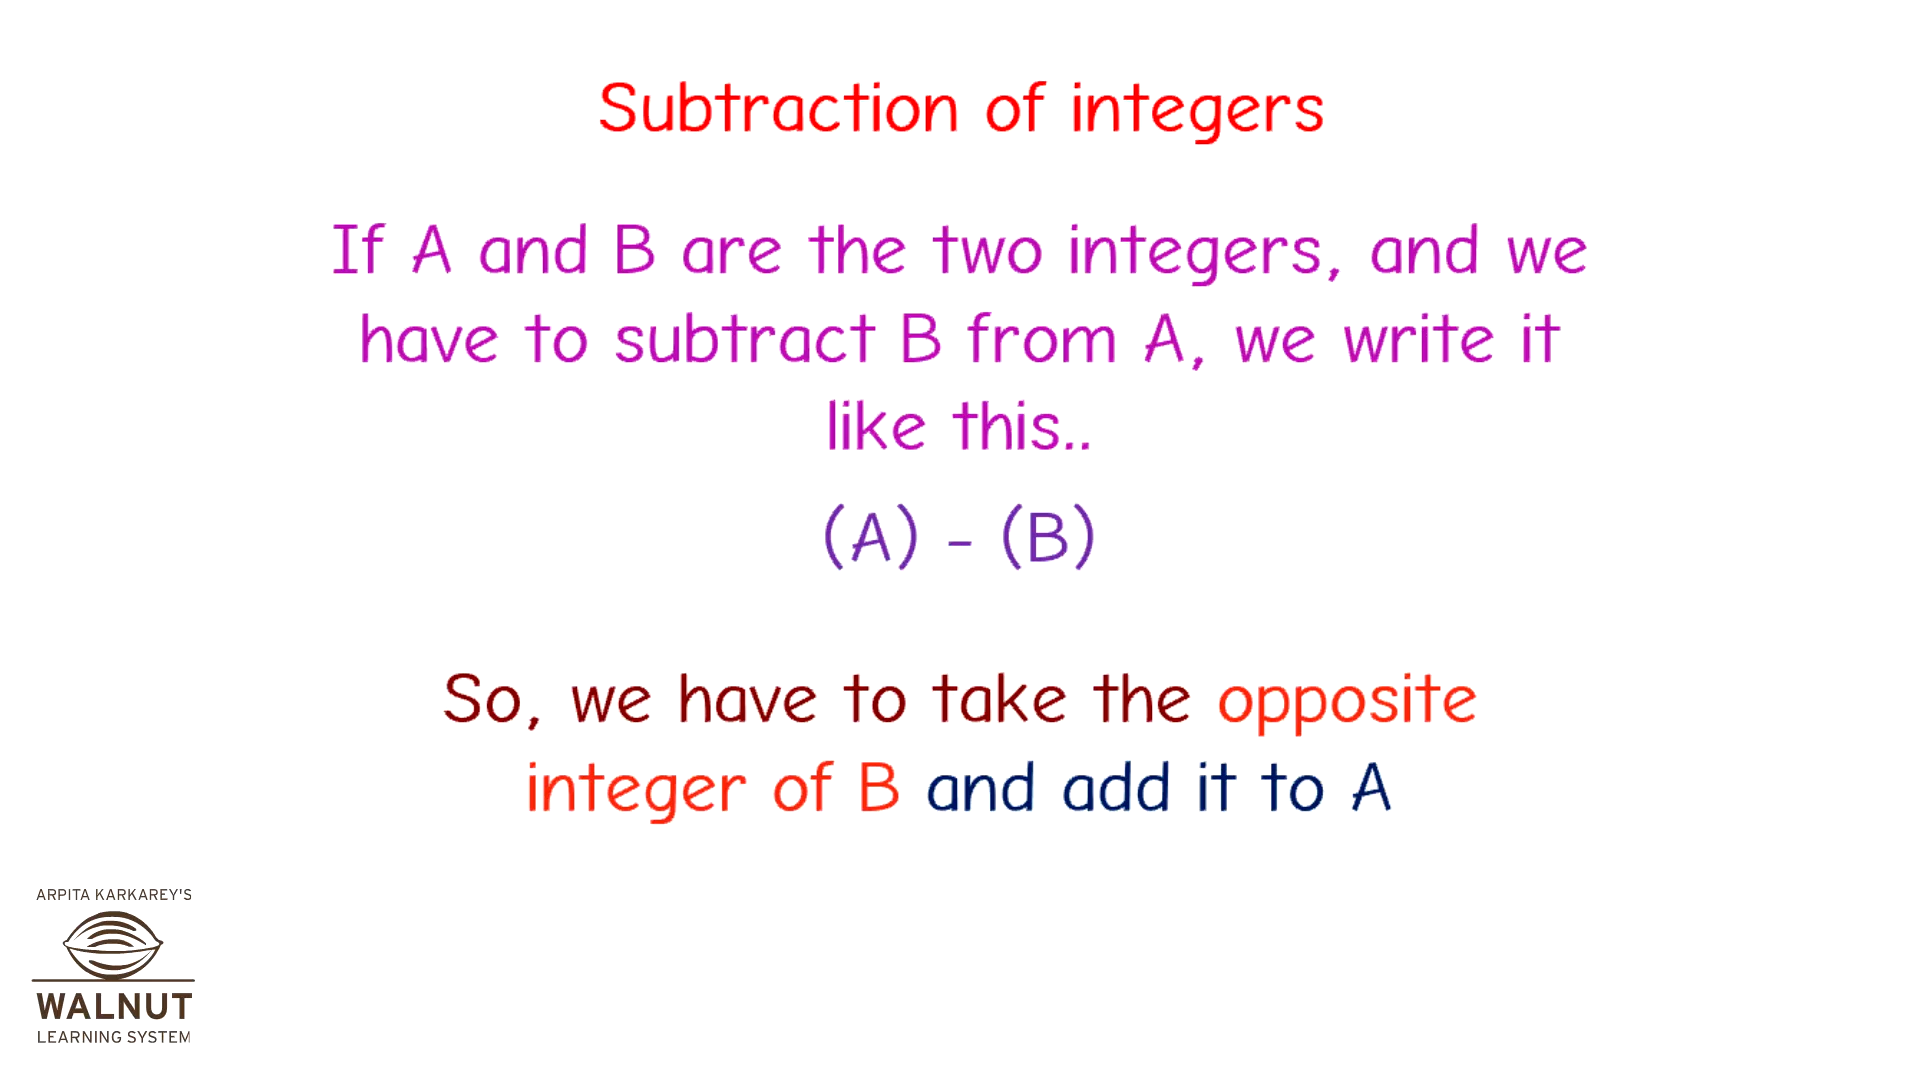 Subtraction of integers
If A and B are the two integers, and we
have to subtract B from A, we write it
like this..
(A) - (B)
So, we have to take the opposite
integer of B and add it to A
ARPITA KARKAREY'S
WALNUT
LEARNING SYSTEM